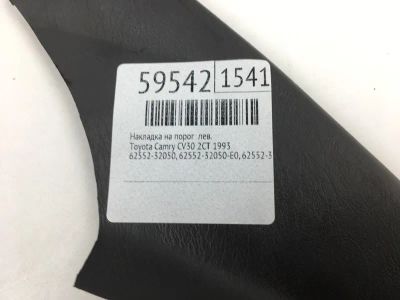 59542 1541
Накладка на порог лев.
Toyota Camry CV30 2CT 1993
62552-32050, 62552-32050-E0, 62552-3